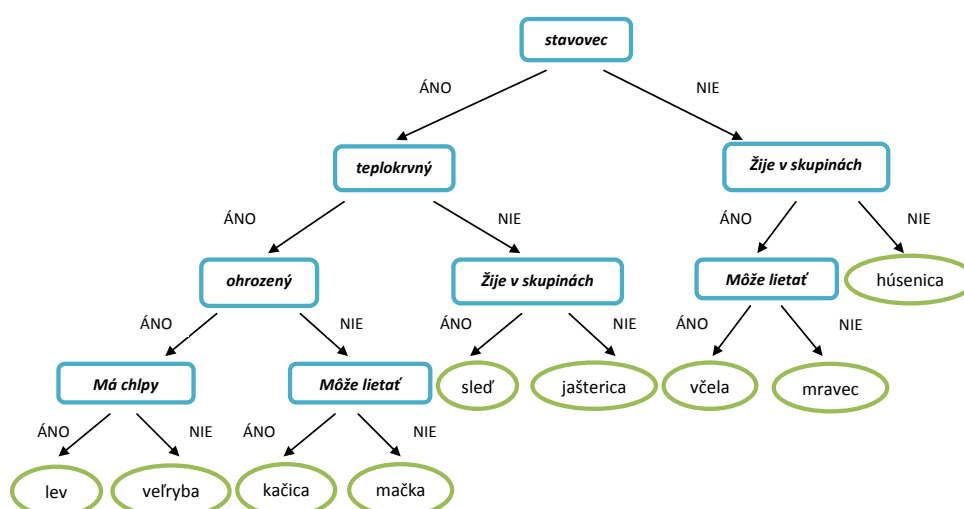 stavovec
ÁNO
NIE
teplokrvný
Žije v skupinách
ÁNO
NIE
ÁNO
NIE
ohrozený
Žije v skupinách
Môže lietať
húsenica
ÁNO
NIE
ÁNO
NIE
ÁNO
NIE
Má chlpy
Môže lietať
sleď
jašterica
včela
mravec
ÁNO
NIE
ÁNO
NIE
lev
veľryba
kačica
mačka